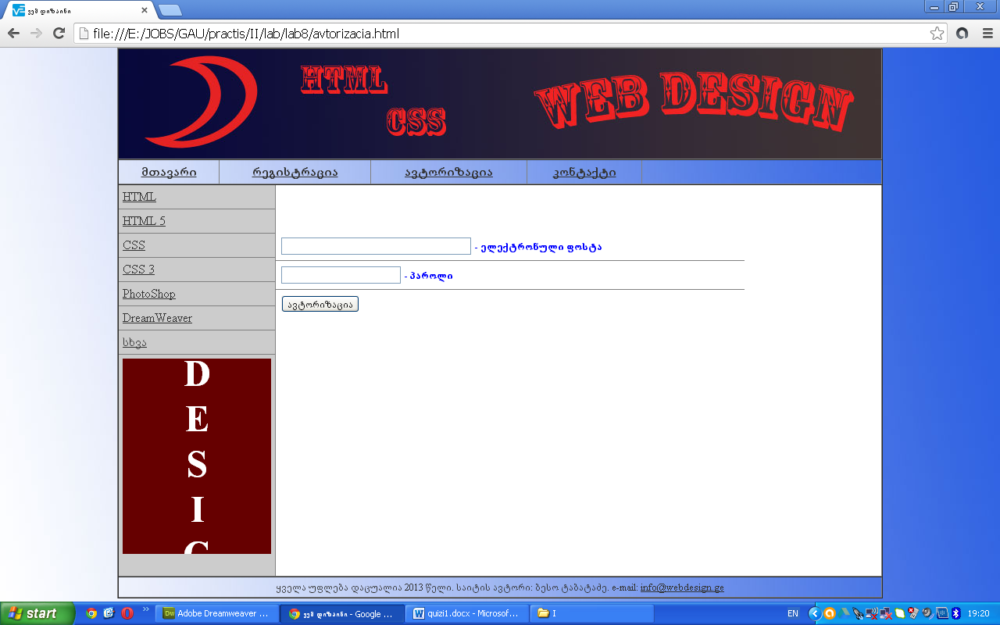 ვებ დიზაინი
file:///E:/JOBS/GAU/practis/II/lab/lab8/avtorizacia.html
HTML
CSS
WEB DESIGN
მთავარი რეგისტრაცია ავტორიზაცია კონტაქტი
HTML
HTML 5
CSS
CSS 3
PhotoShop
DreamWeaver
სხვა
- ელექტრონული ფოსტა
- პაროლი
ავტორიზაცია
D
E
S
I
G
ყველა უფლება დაცუალია 2013 წელი. საიტის ავტორი: ბესო ტაბატაძე. e-mail: info@webdesign.ge
start Adobe Dreamweaver ... ვებ დიზაინი - Google ... quizi1.docx - Microsof... I EN 19:20